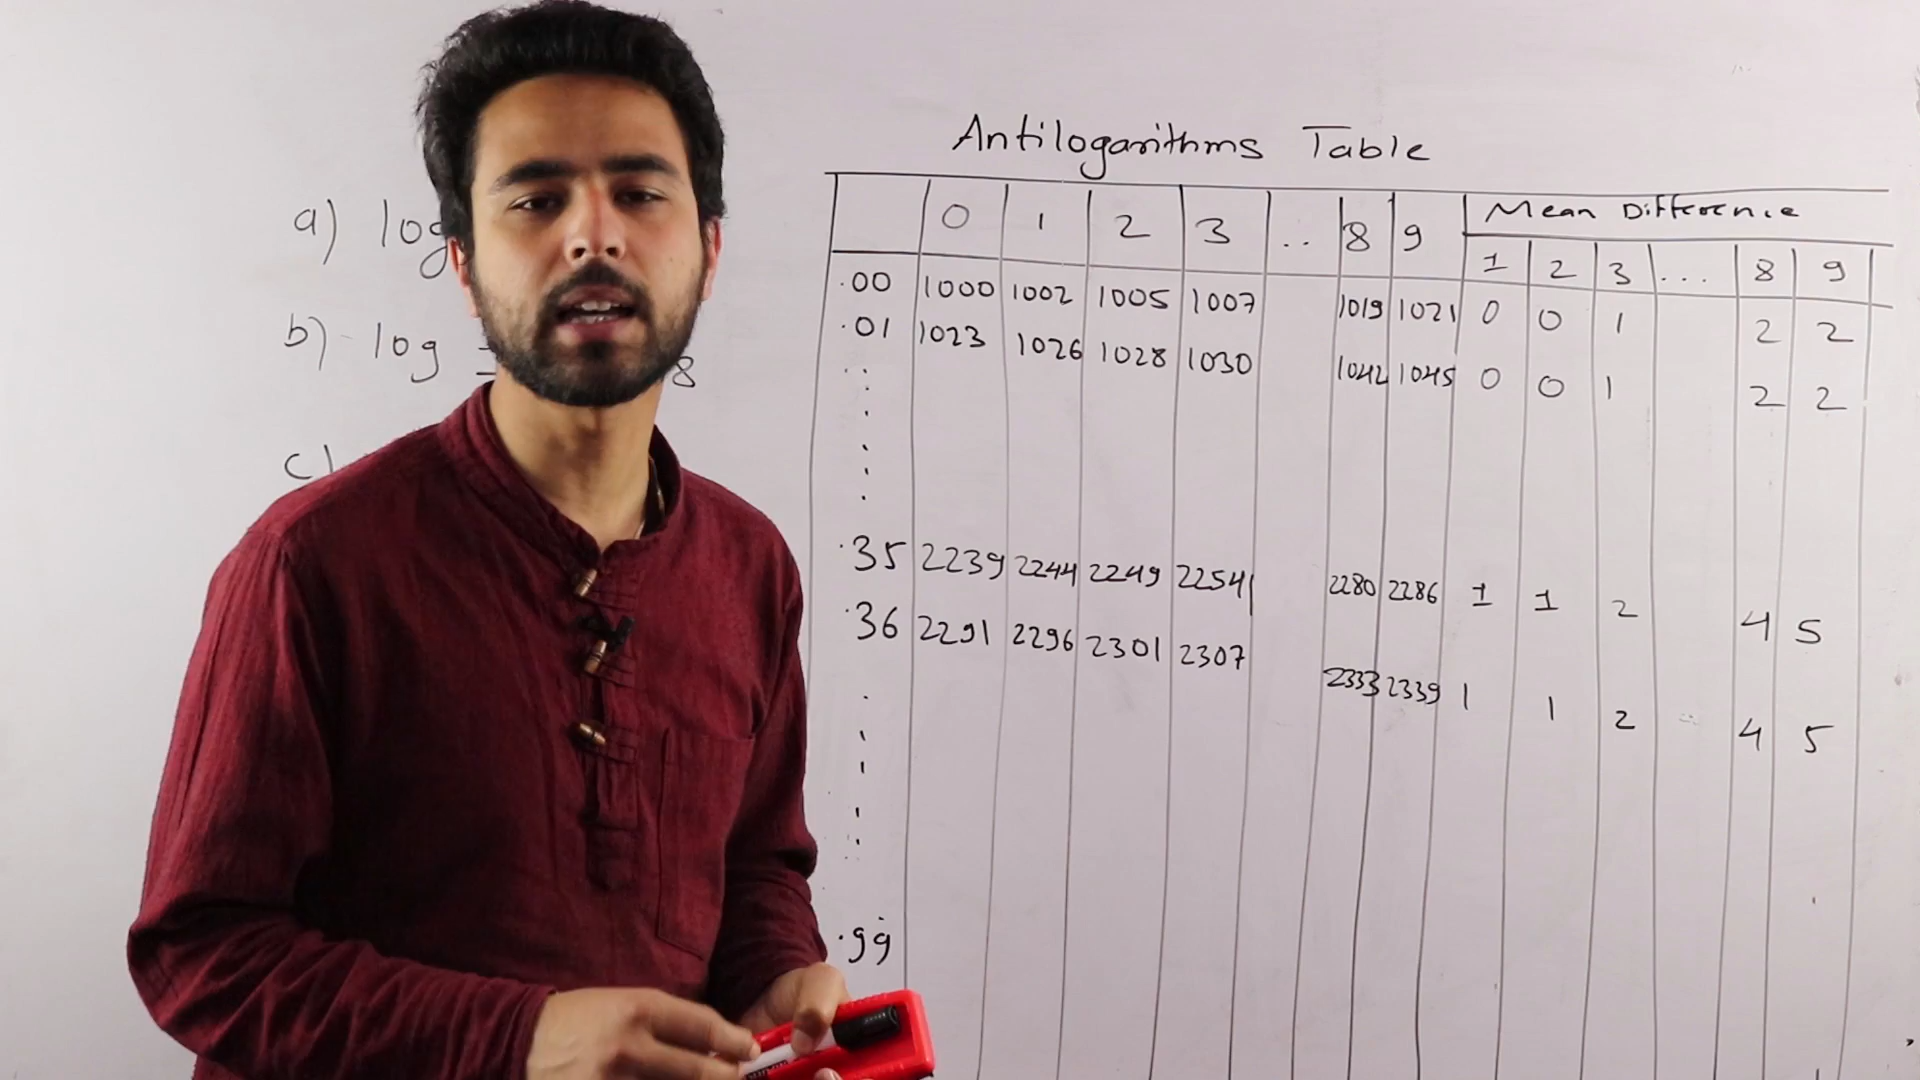 Antilogarithms Table
0 1 2 3 .. 8 9 Mean Difference
1 2 3 ... 8 9
.00 1000 1002 1005 1007 1019 1021 0 0 1 2 2
.01 1023 1026 1028 1030 1042 1045 0 0 1 2 2
.35 2239 2244 2249 2254 2280 2286 1 1 2 4 5
.36 2291 2296 2301 2307 2333 2339 1 1 2 4 5
.99
a) log
b) log 8
c)